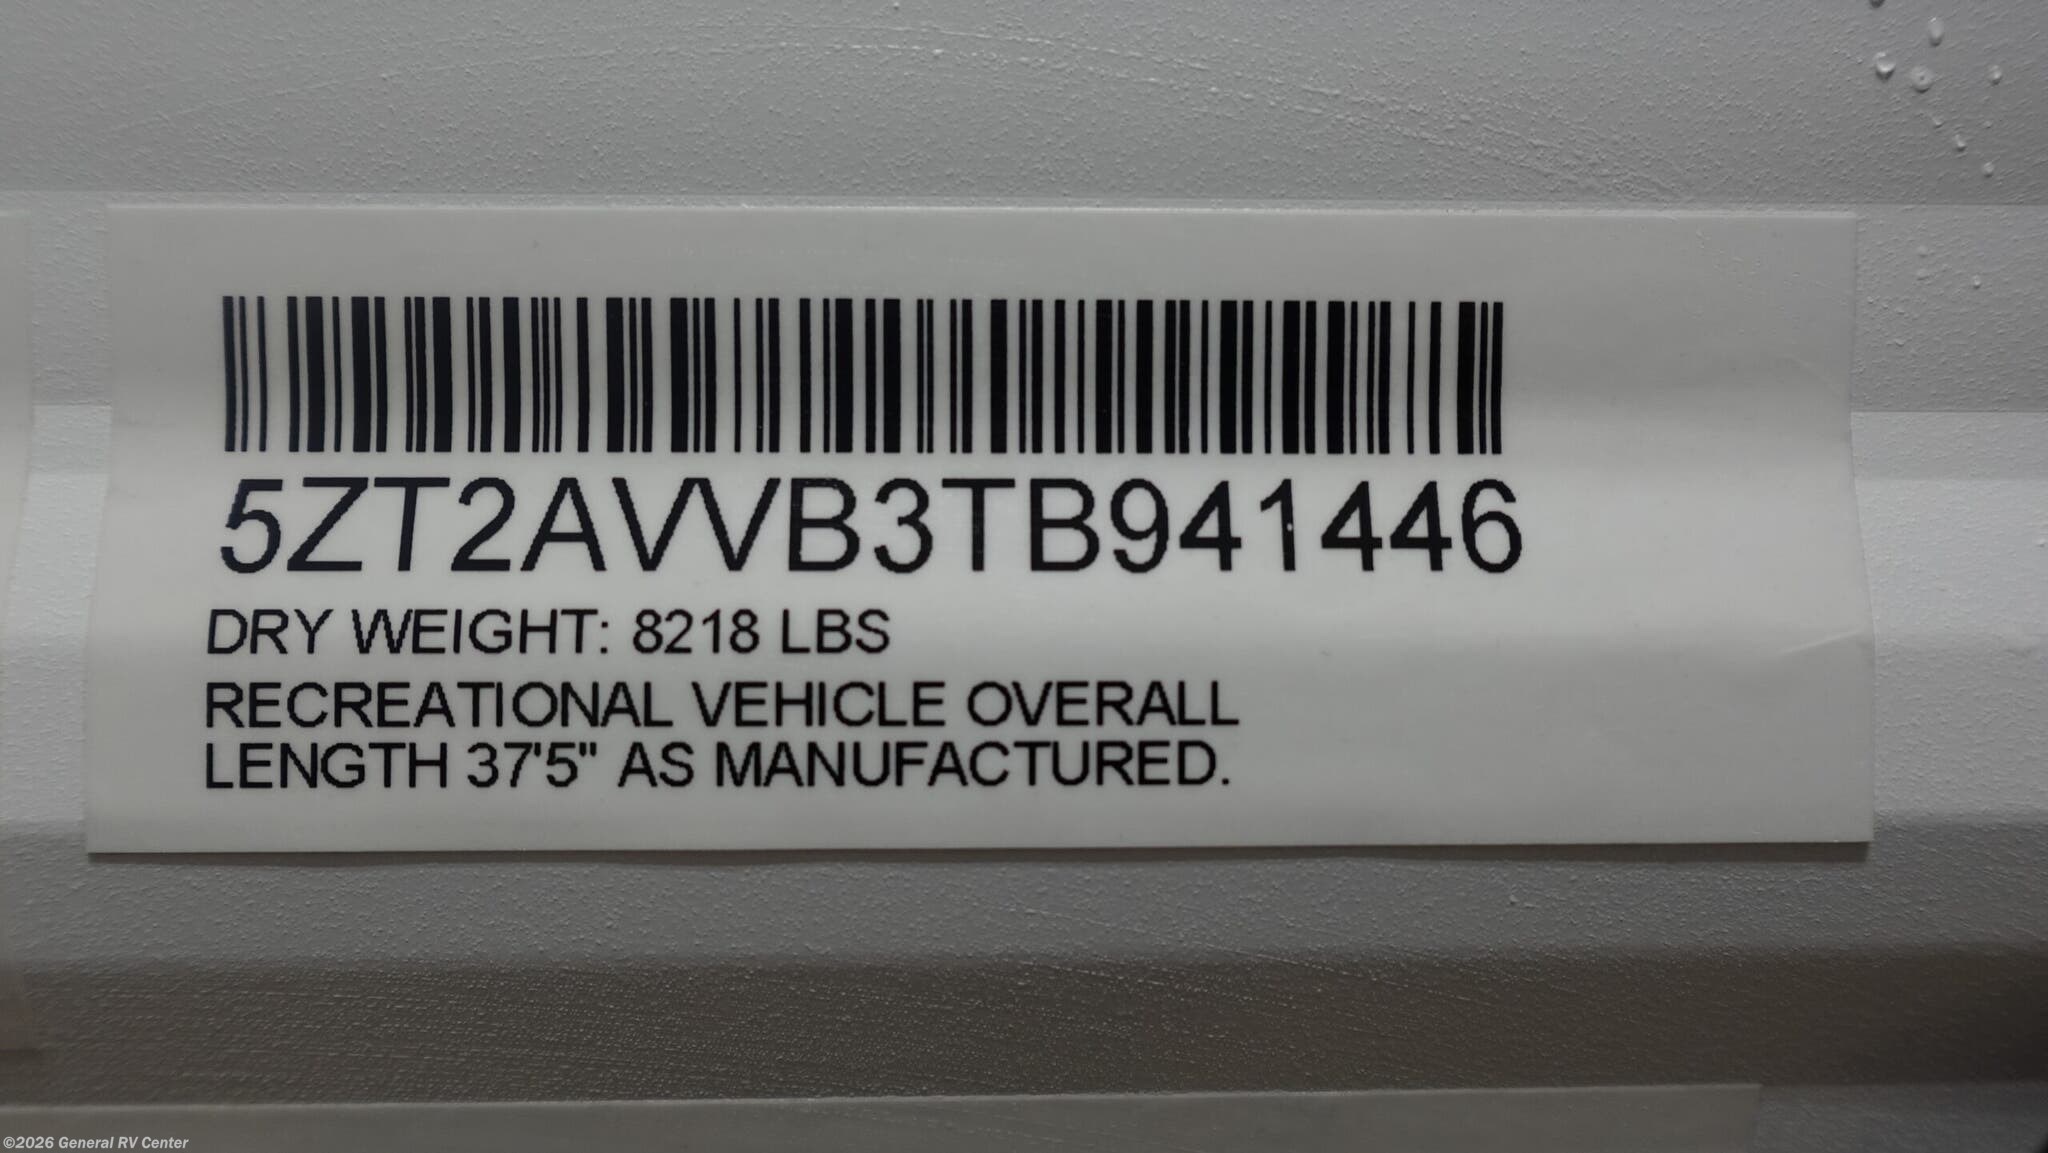 5ZT2AVVB3TB941446
DRY WEIGHT: 8218 LBS
RECREATIONAL VEHICLE OVERALL
LENGTH 37'5" AS MANUFACTURED.
©2026 General RV Center